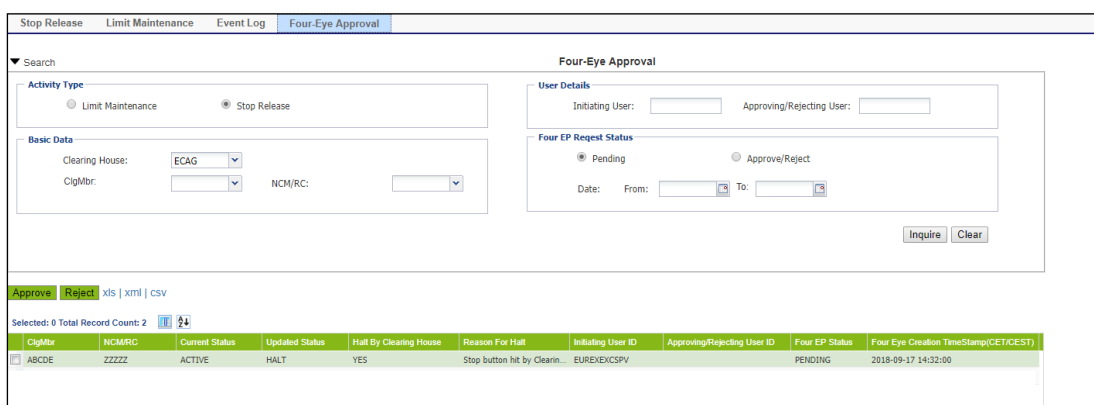 Stop Release Limit Maintenance Event Log Four-Eye Approval
Search Four-Eye Approval
Activity Type
Limit Maintenance Stop Release
User Details
Initiating User: Approving/Rejecting User:
Basic Data
Clearing House: ECAG
ClgMbr: NCM/RC:
Four EP Reqest Status
Pending Approve/Reject
Date: From: To:
Inquire Clear
Approve Reject xls | xml | csv
Selected: 0 Total Record Count: 2
ClgMbr NCM/RC Current Status Updated Status Halt By Clearing House Reason For Halt Initiating User ID Approving/Rejecting User ID Four EP Status Four Eye Creation TimeStamp(CET/CEST)
ABCDE ZZZZZ ACTIVE HALT YES Stop button hit by Clearin... EUREXEXCSPV PENDING 2018-09-17 14:32:00